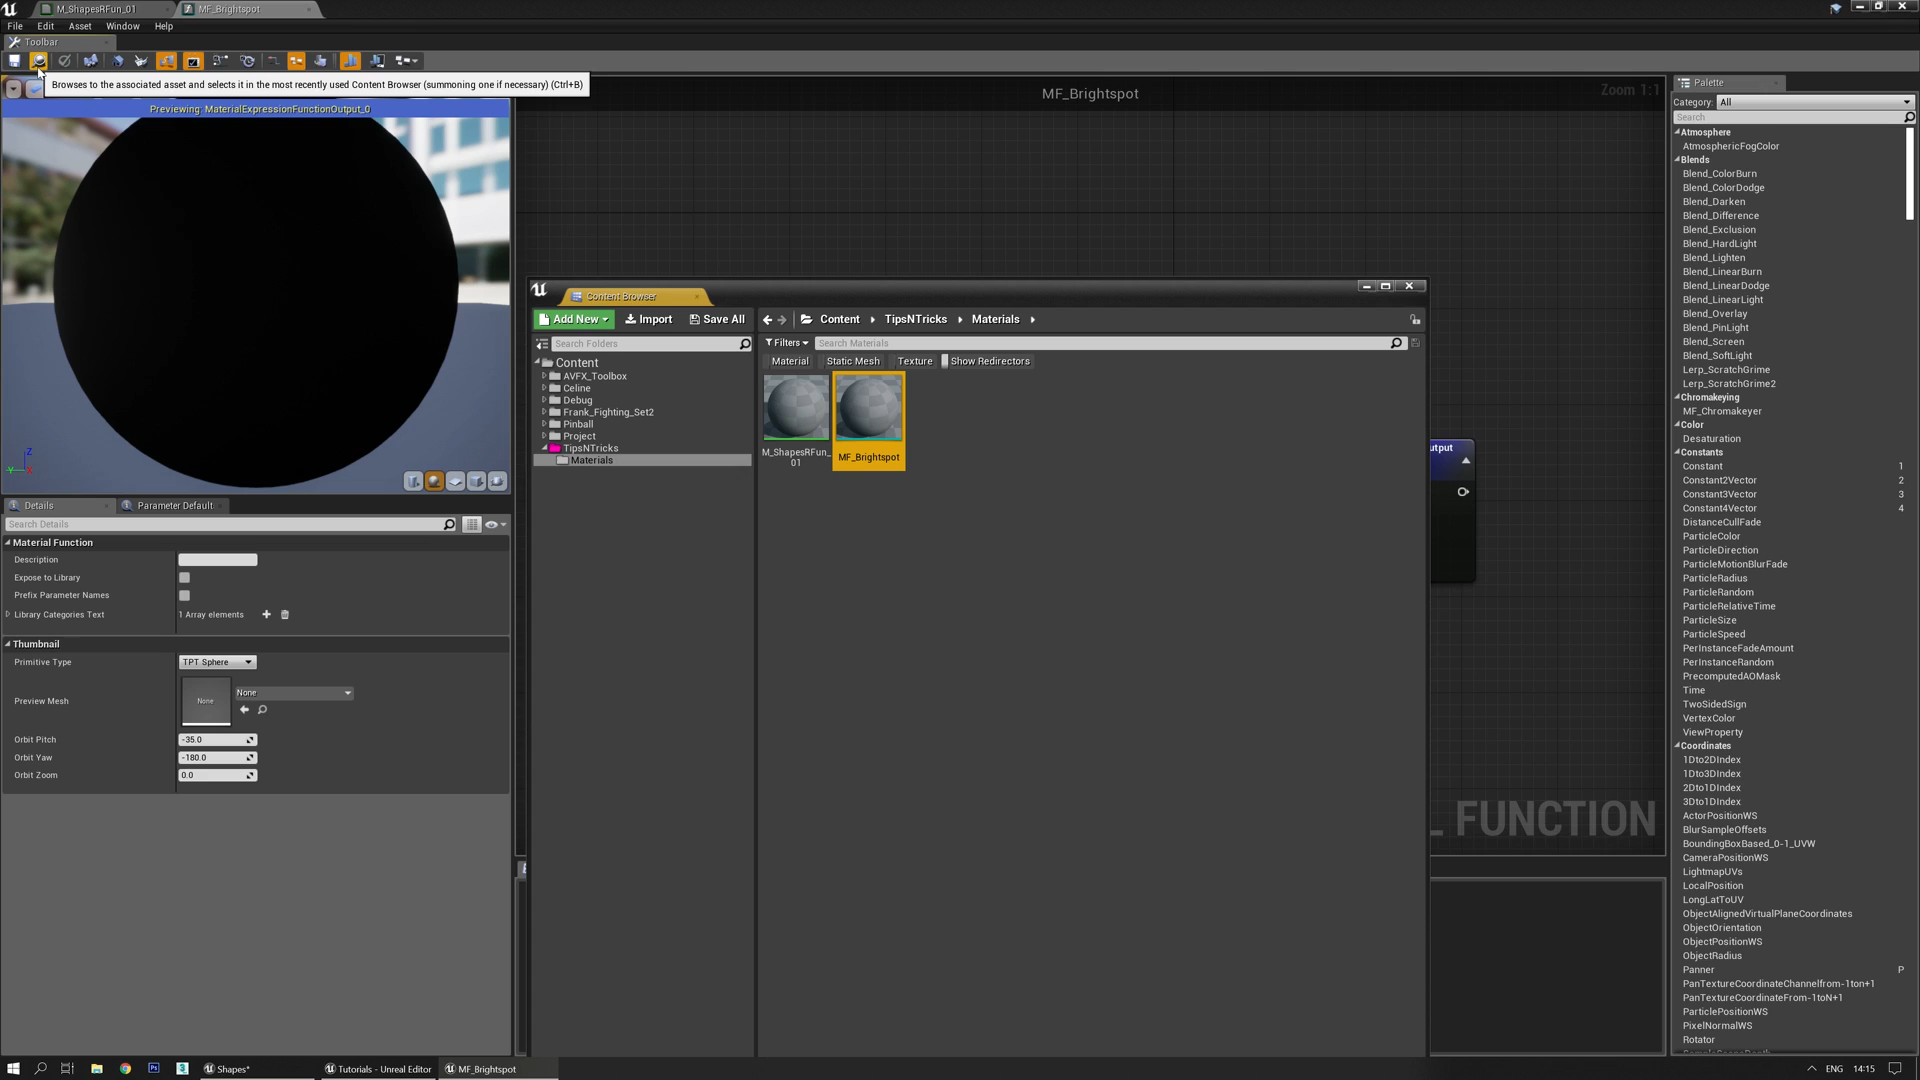 M_ShapesRFun_01
MF_Brightspot
File Edit Asset Window Help
Toolbar
Browses to the associated asset and selects it in the most recently used Content Browser (summoning one if necessary) (Ctrl+B)
Previewing: MaterialExpressionFunctionOutput_0
MF_Brightspot
Zoom 1:1
Z
Y
X
Details
Parameter Default
Search Details
Material Function
Description
Expose to Library
Prefix Parameter Names
Library Categories Text 1 Array elements
Thumbnail
Primitive Type TPT Sphere
Preview Mesh None None
Orbit Pitch -35.0
Orbit Yaw -180.0
Orbit Zoom 0.0
Content Browser
Add New Import Save All
Content TipsNTricks Materials
Search Folders
Filters Search Materials
Material Static Mesh Texture Show Redirectors
Content
AVFX_Toolbox
Celine
Debug
Frank_Fighting_Set2
Pinball
Project
TipsNTricks
Materials
M_ShapesRFun_
01
MF_Brightspot
utput
L FUNCTION
Palette
Category: All
Search
Atmosphere
AtmosphericFogColor
Blends
Blend_ColorBurn
Blend_ColorDodge
Blend_Darken
Blend_Difference
Blend_Exclusion
Blend_HardLight
Blend_Lighten
Blend_LinearBurn
Blend_LinearDodge
Blend_LinearLight
Blend_Overlay
Blend_PinLight
Blend_Screen
Blend_SoftLight
Lerp_ScratchGrime
Lerp_ScratchGrime2
Chromakeying
MF_Chromakeyer
Color
Desaturation
Constants
Constant 1
Constant2Vector 2
Constant3Vector 3
Constant4Vector 4
DistanceCullFade
ParticleColor
ParticleDirection
ParticleMotionBlurFade
ParticleRadius
ParticleRandom
ParticleRelativeTime
ParticleSize
ParticleSpeed
PerInstanceFadeAmount
PerInstanceRandom
PrecomputedAOMask
Time
TwoSidedSign
VertexColor
ViewProperty
Coordinates
1Dto2DIndex
1Dto3DIndex
2Dto1DIndex
3Dto1DIndex
ActorPositionWS
BlurSampleOffsets
BoundingBoxBased_0-1_UVW
CameraPositionWS
LightmapUVs
LocalPosition
LongLatToUV
ObjectAlignedVirtualPlaneCoordinates
ObjectOrientation
ObjectPositionWS
ObjectRadius
Panner P
PanTextureCoordinateChannelfrom-1ton+1
PanTextureCoordinateFrom-1toN+1
ParticlePositionWS
PixelNormalWS
Rotator
Shapes*
Tutorials - Unreal Editor
MF_Brightspot
ENG 14:15